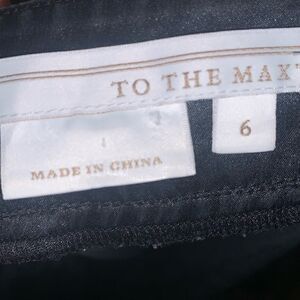 TO THE MAX
6
MADE IN CHINA